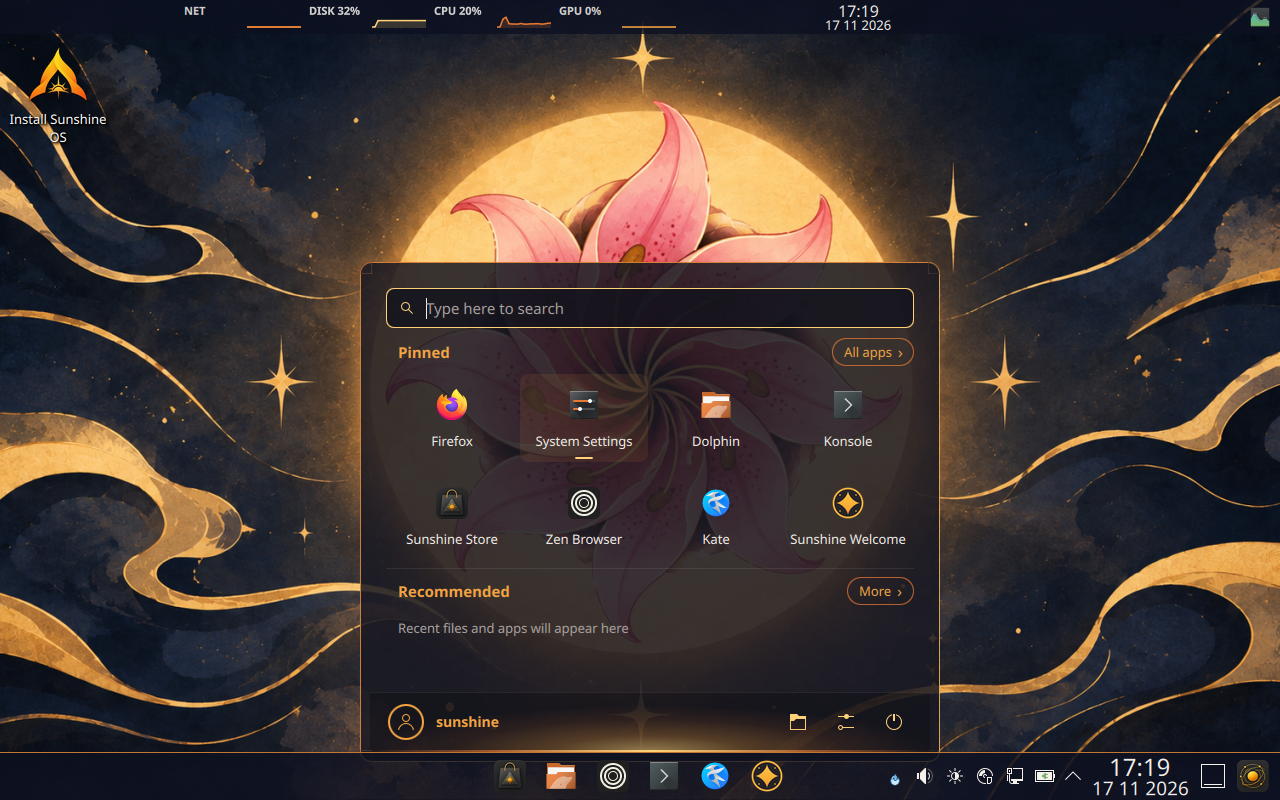 NET DISK 32% CPU 20% GPU 0% 17:19
17 11 2026
Install Sunshine
OS
Type here to search
Pinned All apps
Firefox System Settings Dolphin Konsole
Sunshine Store Zen Browser Kate Sunshine Welcome
Recommended More
Recent files and apps will appear here
sunshine
17:19
17 11 2026